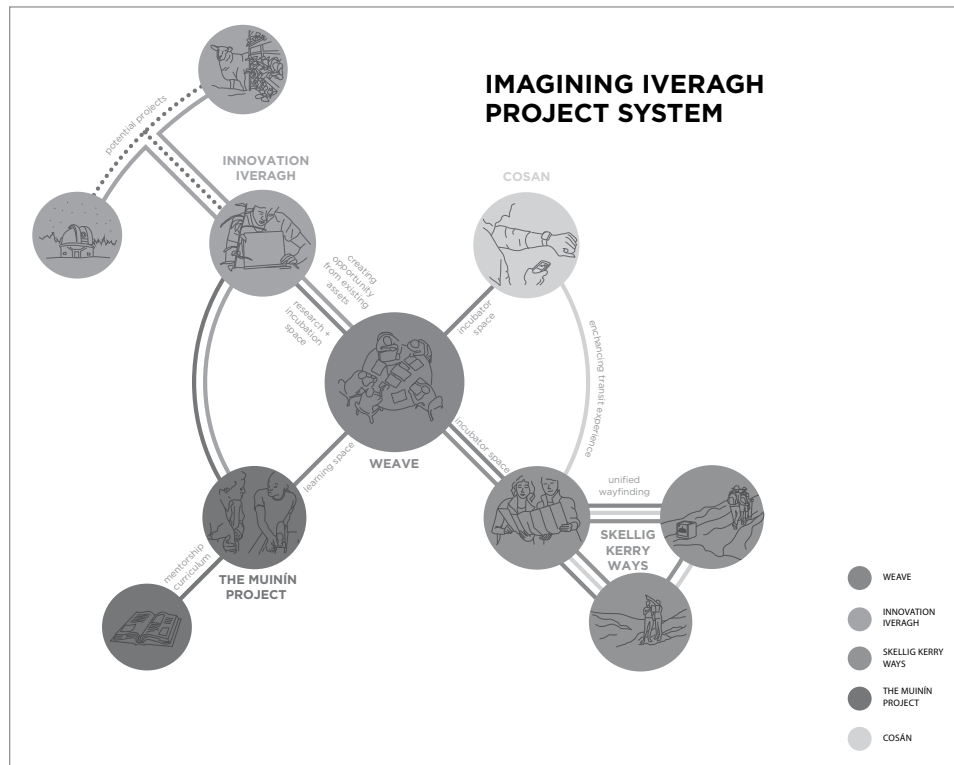 IMAGINING IVERAGH
PROJECT SYSTEM
potential projects
INNOVATION
IVERAGH
COSAN
creating
opportunity
from existing
assets
research +
incubation
space
incubator
space
enchancing transit experience
WEAVE
learning space
incubator space
unified
wayfinding
SKELLIG
KERRY
WAYS
mentorship
curriculum
THE MUINÍN
PROJECT
WEAVE
INNOVATION
IVERAGH
SKELLIG KERRY
WAYS
THE MUINÍN
PROJECT
COSÁN